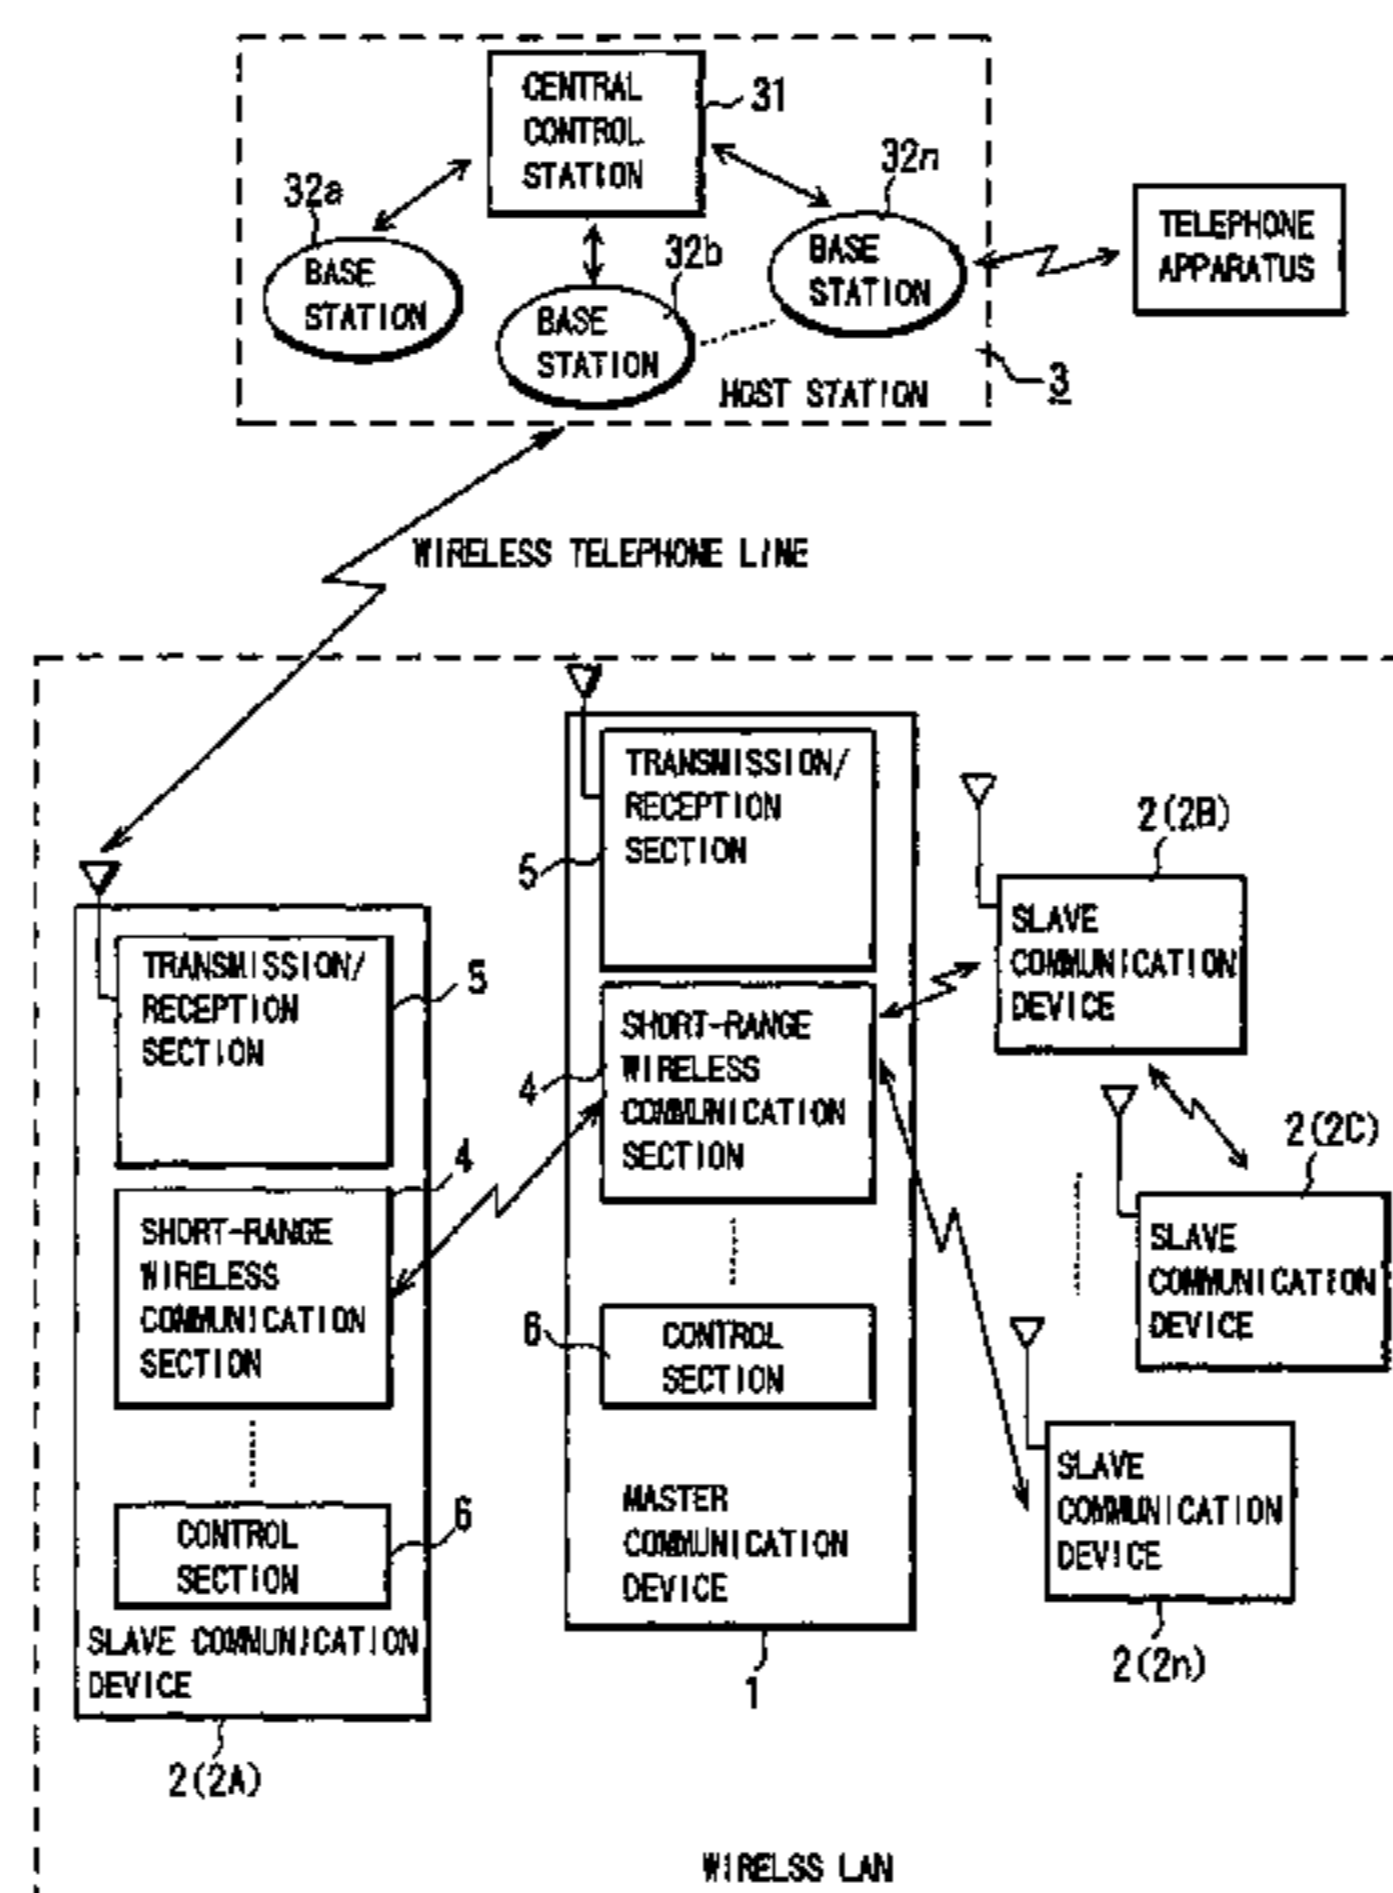 CENTRAL
CONTROL
STATION
31
32a
BASE
STATION
32b
BASE
STATION
32n
BASE
STATION
TELEPHONE
APPARATUS
HOST STATION
3
WIRELESS TELEPHONE LINE
TRANSMISSION/
RECEPTION
SECTION
5
SHORT-RANGE
WIRELESS
COMMUNICATION
SECTION
4
CONTROL
SECTION
6
SLAVE COMMUNICATION
DEVICE
2(2A)
TRANSMISSION/
RECEPTION
SECTION
5
SHORT-RANGE
WIRELESS
COMMUNICATION
SECTION
4
CONTROL
SECTION
6
MASTER
COMMUNICATION
DEVICE
1
2(2B)
SLAVE
COMMUNICATION
DEVICE
2(2C)
SLAVE
COMMUNICATION
DEVICE
SLAVE
COMMUNICATION
DEVICE
2(2n)
WIRELSS LAN